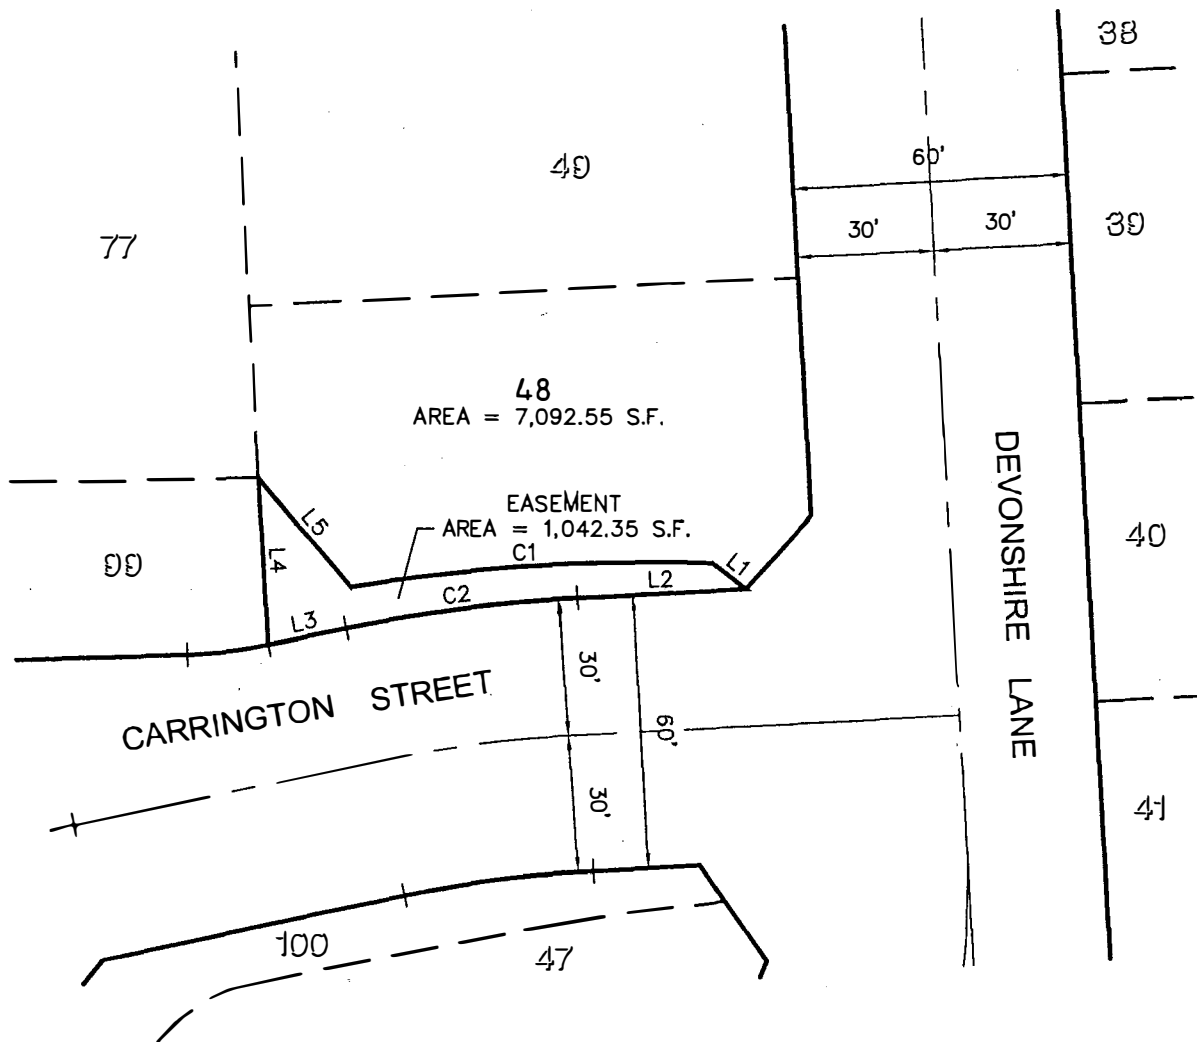 38
49
60'
77
30'
30'
39
48
AREA = 7,092.55 S.F.
EASEMENT
AREA = 1,042.35 S.F.
L5
C1
L1
L4
L2
C2
L3
99
40
DEVONSHIRE LANE
30'
60'
CARRINGTON STREET
30'
41
100
47